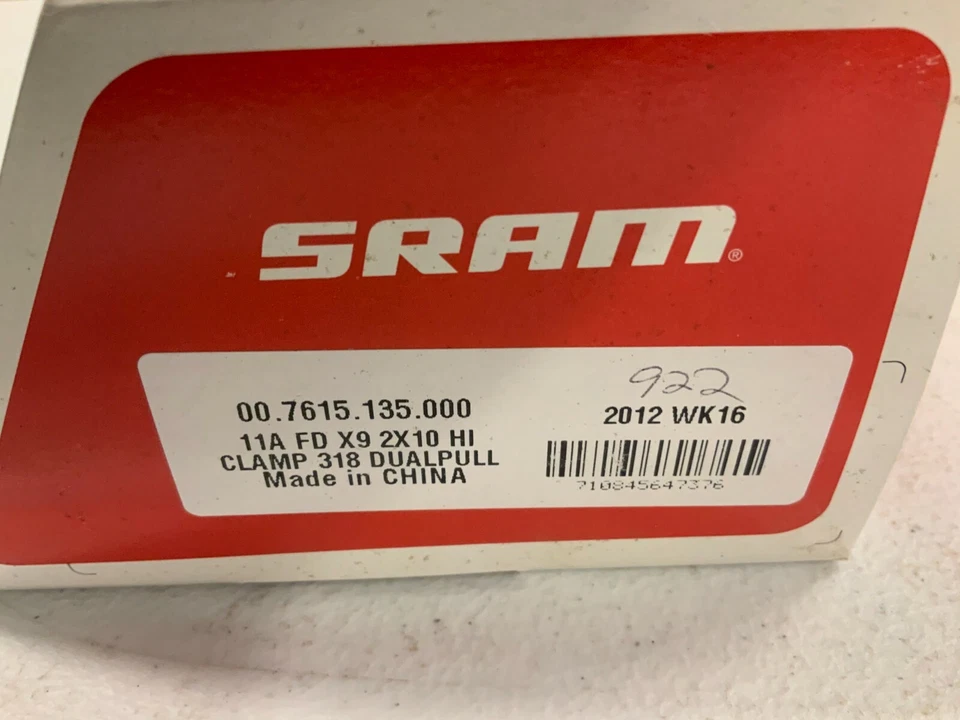 SRAM®
00.7615.135.000
11A FD X9 2X10 HI
CLAMP 318 DUALPULL
Made in CHINA
922
2012 WK16
710845647376